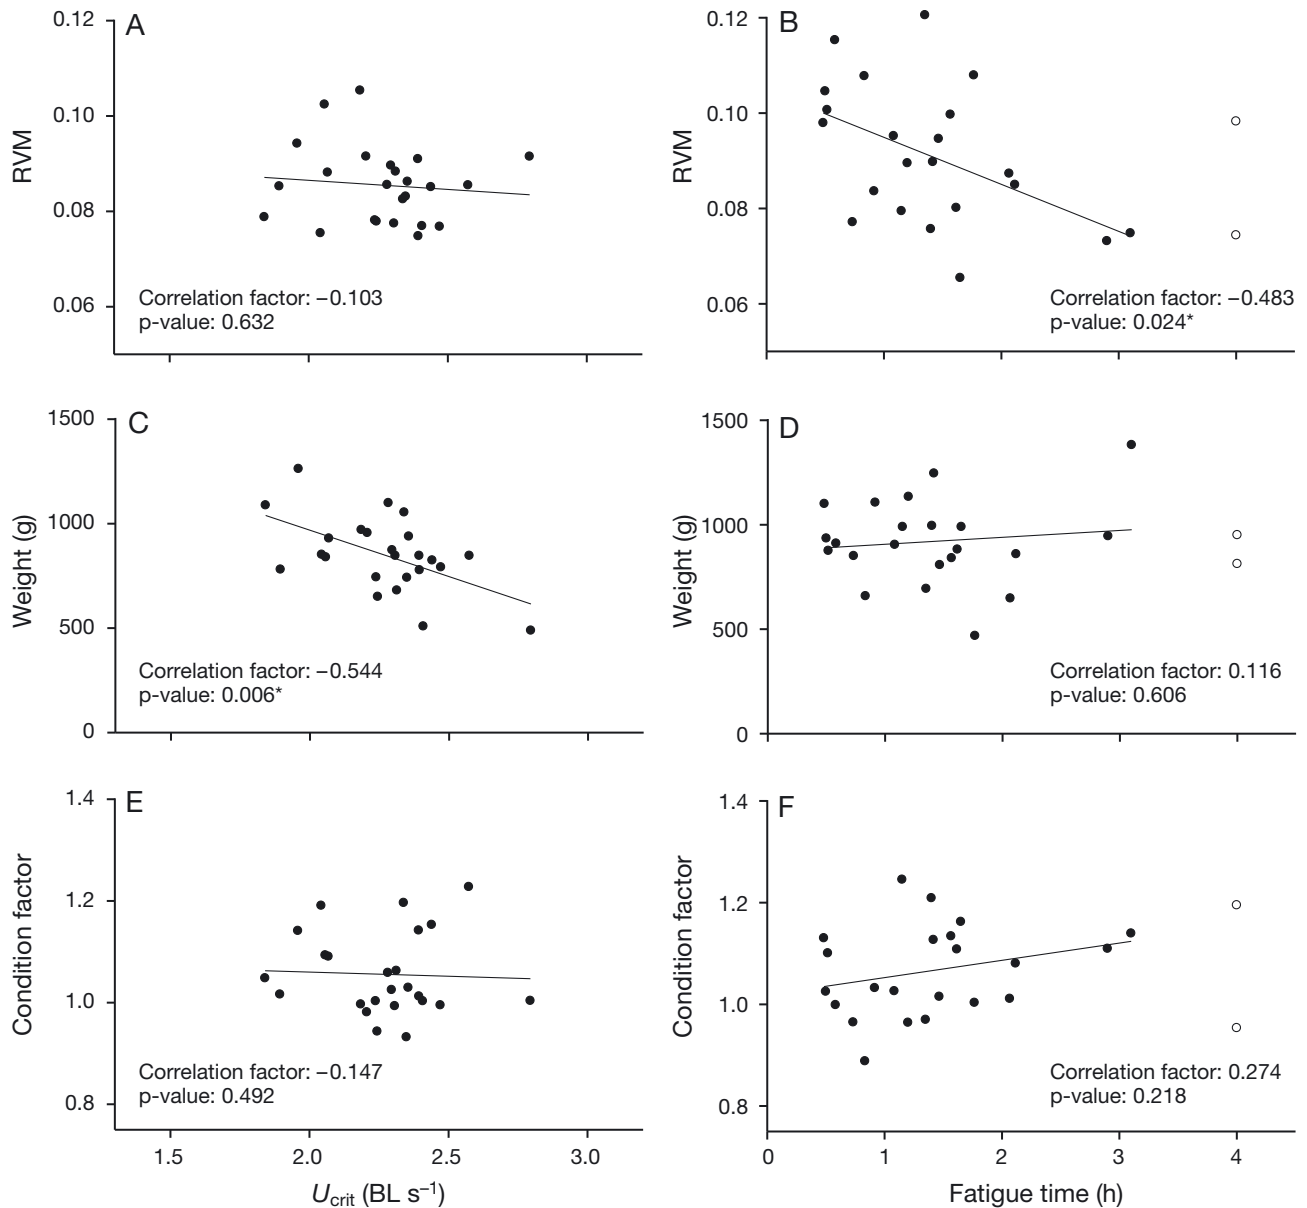 A
0.12
0.10
RVM
0.08
0.06
Correlation factor: −0.103
p-value: 0.632
B
0.12
0.10
RVM
0.08
0.06
Correlation factor: −0.483
p-value: 0.024*
C
1500
1000
Weight (g)
500
0
Correlation factor: −0.544
p-value: 0.006*
D
1500
1000
Weight (g)
500
0
Correlation factor: 0.116
p-value: 0.606
E
1.4
1.2
Condition factor
1.0
0.8
Correlation factor: −0.147
p-value: 0.492
1.5 2.0 2.5 3.0
Ucrit (BL s−1)
F
1.4
1.2
Condition factor
1.0
0.8
Correlation factor: 0.274
p-value: 0.218
0 1 2 3 4
Fatigue time (h)